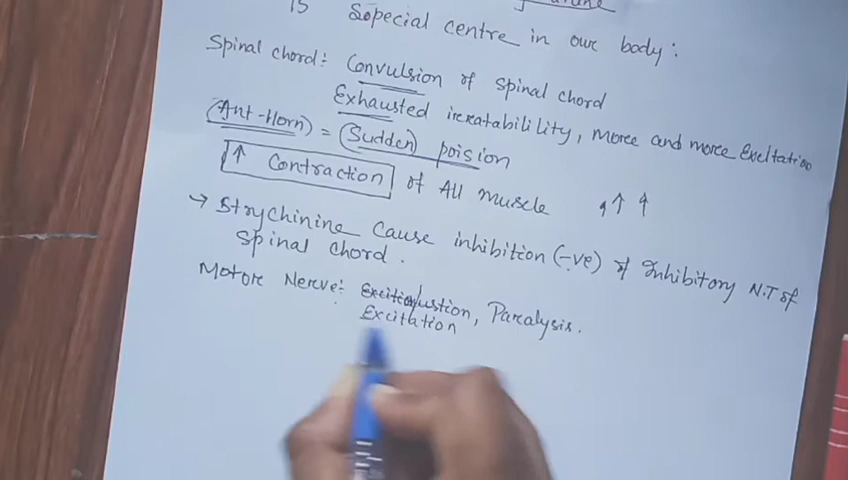 15 Sopecial centre in our body:
Spinal chord: Convulsion of spinal chord
Exhausted irexatability, more and more Excitation
(Ant-Horn) = (Sudden) poision
↑ Contraction of All muscle ↑ ↑ ↑
→ Strychinine cause inhibition (-ve) of Inhibitory N.T of
spinal chord.
Motor Nerve: ustion, Paralysis.
Excitation